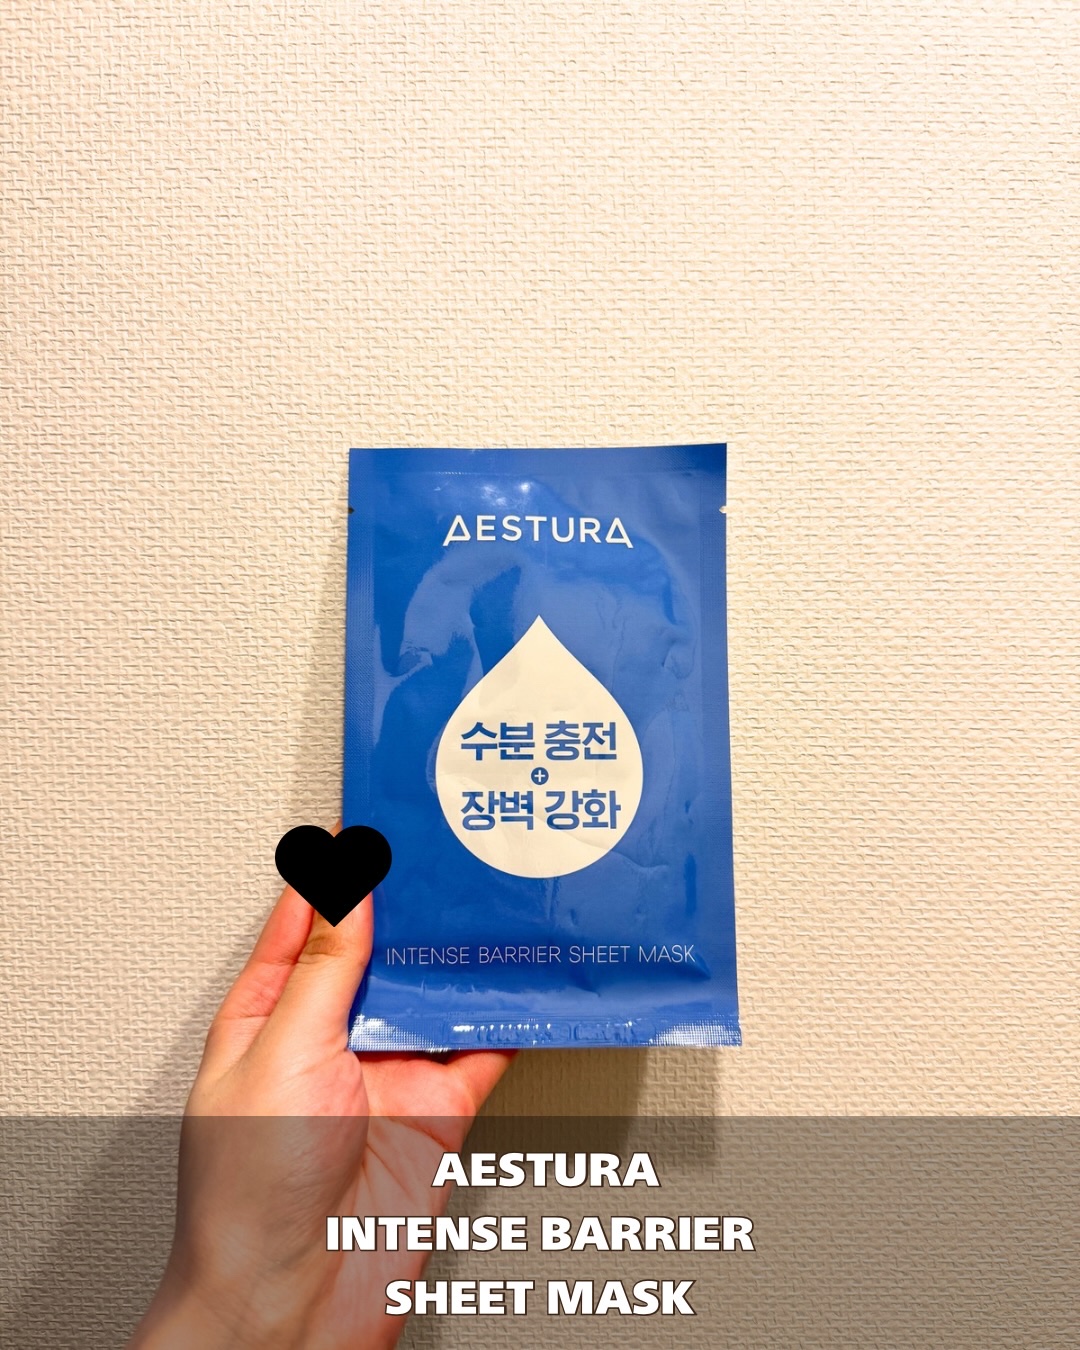 AESTURA
수분 충전
+
장벽 강화
INTENSE BARRIER SHEET MASK
AESTURA
INTENSE BARRIER
SHEET MASK